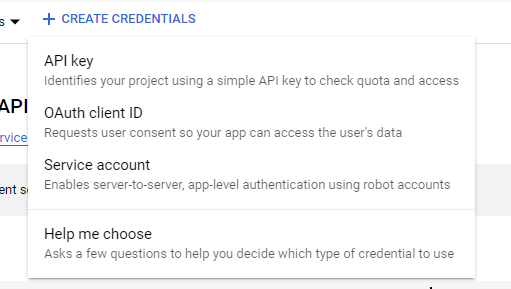 s
+ CREATE CREDENTIALS
API key
Identifies your project using a simple API key to check quota and access
API
OAuth client ID
Requests user consent so your app can access the user's data
rvice
Service account
Enables server-to-server, app-level authentication using robot accounts
ent s
Help me choose
Asks a few questions to help you decide which type of credential to use